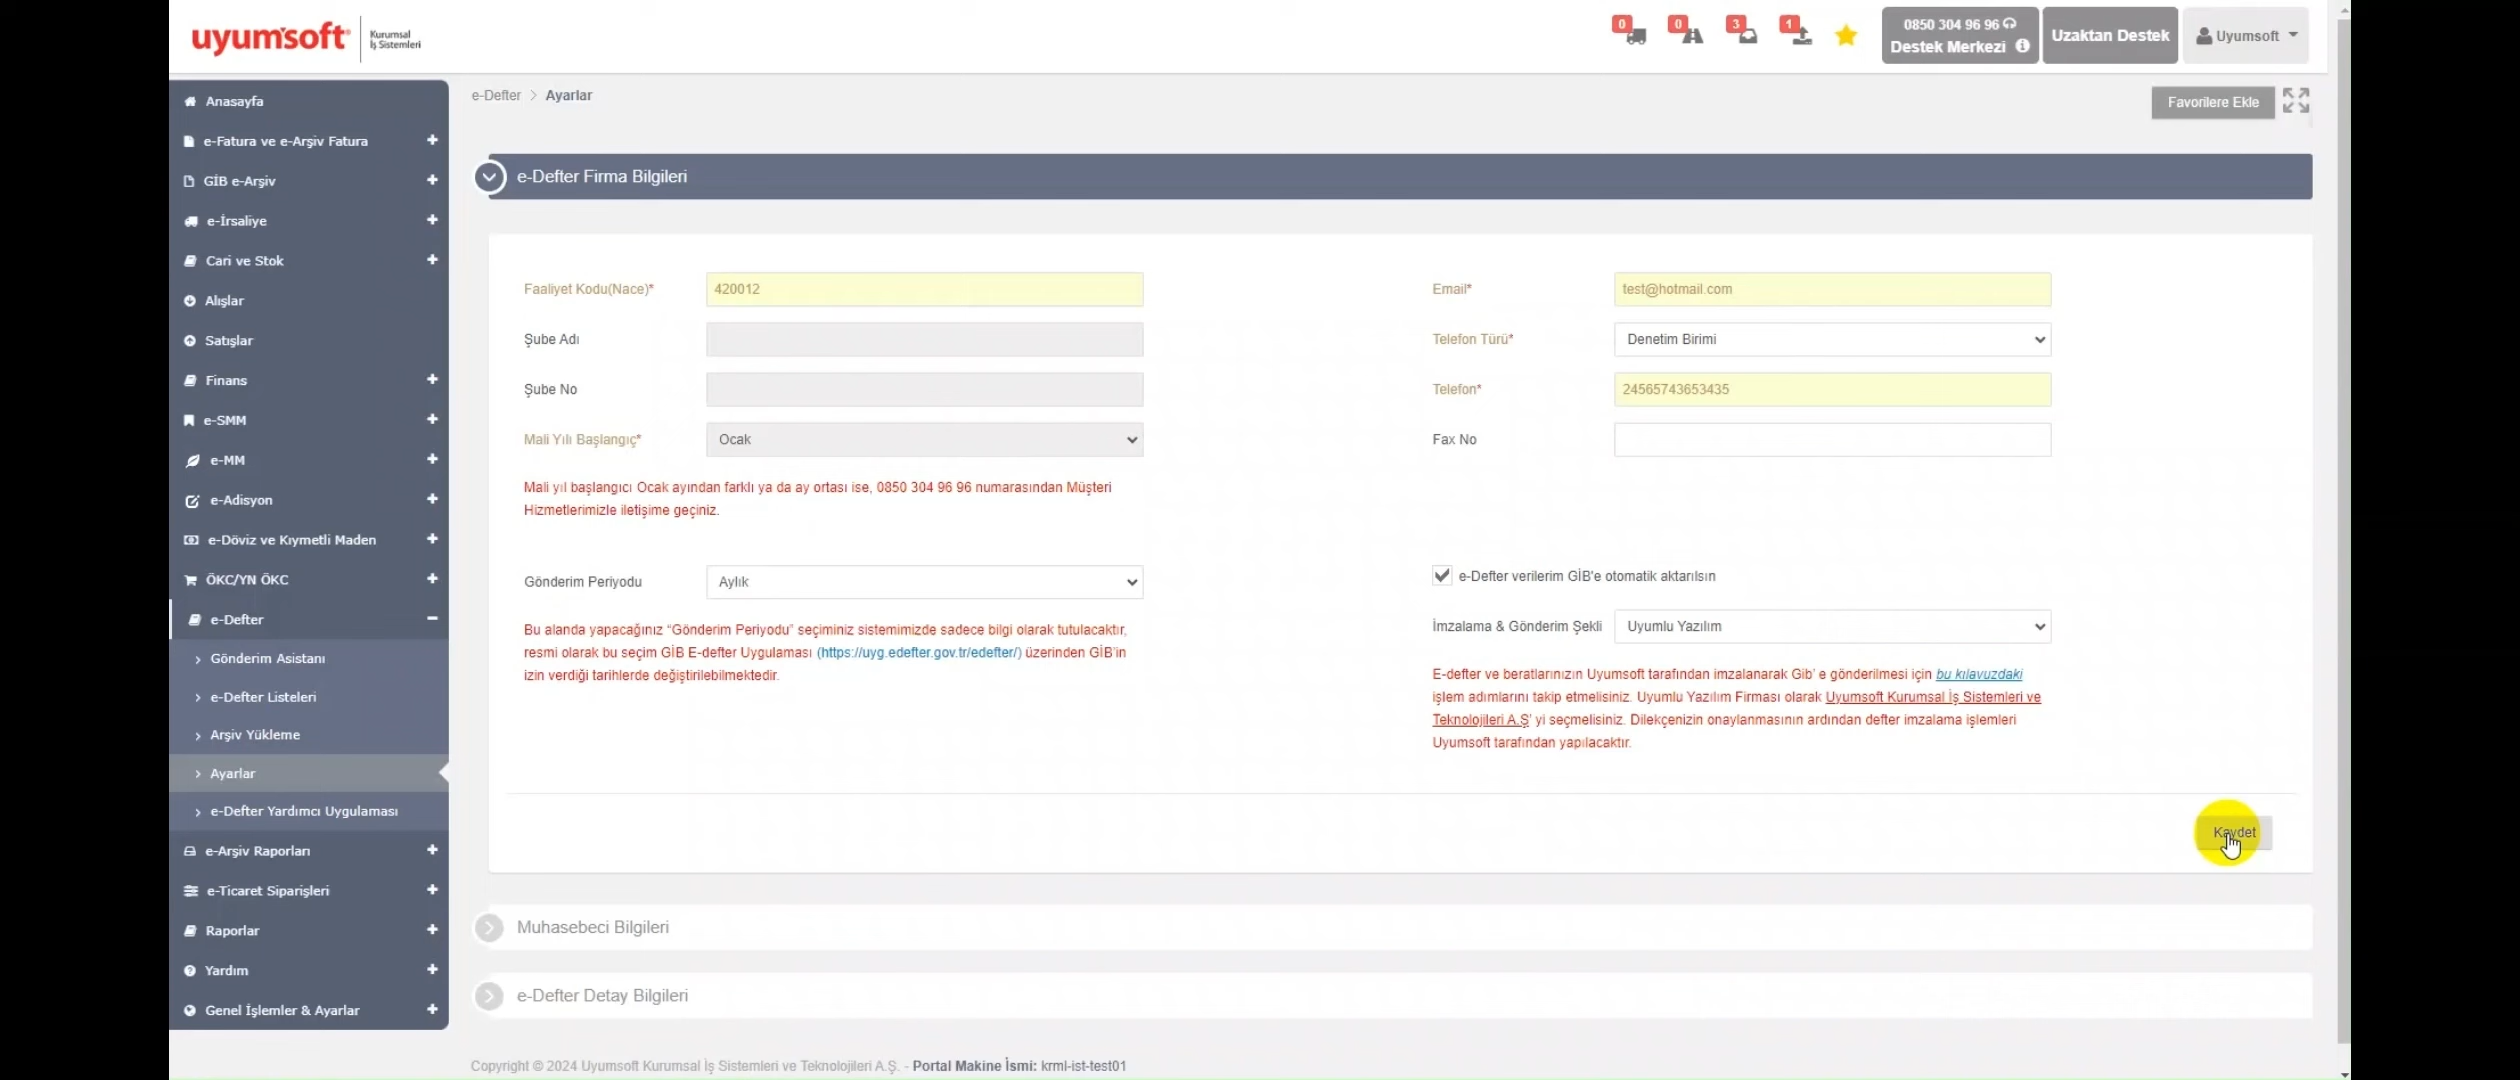 uyumsoft
Kurumsal
İş Sistemleri
0
0
3
1
0850 304 96 96
Destek Merkezi
Uzaktan Destek
Uyumsoft
Anasayfa
e-Fatura ve e-Arşiv Fatura
GİB e-Arşiv
e-İrsaliye
Cari ve Stok
Alışlar
Satışlar
Finans
e-SMM
e-MM
e-Adisyon
e-Döviz ve Kıymetli Maden
ÖKC/YN ÖKC
e-Defter
Gönderim Asistanı
e-Defter Listeleri
Arşiv Yükleme
Ayarlar
e-Defter Yardımcı Uygulaması
e-Arşiv Raporları
e-Ticaret Siparişleri
Raporlar
Yardım
Genel İşlemler & Ayarlar
e-Defter > Ayarlar
Favorilere Ekle
e-Defter Firma Bilgileri
Faaliyet Kodu(Nace)* 420012
Şube Adı
Şube No
Mali Yılı Başlangıç* Ocak
Mali yıl başlangıcı Ocak ayından farklı ya da ay ortası ise, 0850 304 96 96 numarasından Müşteri
Hizmetlerimizle iletişime geçiniz.
Gönderim Periyodu Aylık
Bu alanda yapacağınız “Gönderim Periyodu” seçiminiz sistemimizde sadece bilgi olarak tutulacaktır,
resmi olarak bu seçim GİB E-defter Uygulaması (https://uyg.edefter.gov.tr/edefter/) üzerinden GİB'in
izin verdiği tarihlerde değiştirilebilmektedir.
Email* test@hotmail.com
Telefon Türü* Denetim Birimi
Telefon* 24565743653435
Fax No
e-Defter verilerim GİB'e otomatik aktarılsın
İmzalama & Gönderim Şekli Uyumlu Yazılım
E-defter ve beratlarınızın Uyumsoft tarafından imzalanarak Gib' e gönderilmesi için bu kılavuzdaki
işlem adımlarını takip etmelisiniz. Uyumlu Yazılım Firması olarak Uyumsoft Kurumsal İş Sistemleri ve
Teknolojileri A.Ş' yi seçmelisiniz. Dilekçenizin onaylanmasının ardından defter imzalama işlemleri
Uyumsoft tarafından yapılacaktır.
Kaydet
Muhasebeci Bilgileri
e-Defter Detay Bilgileri
Copyright © 2024 Uyumsoft Kurumsal İş Sistemleri ve Teknolojileri A.Ş. - Portal Makine İsmi: krml-ist-test01